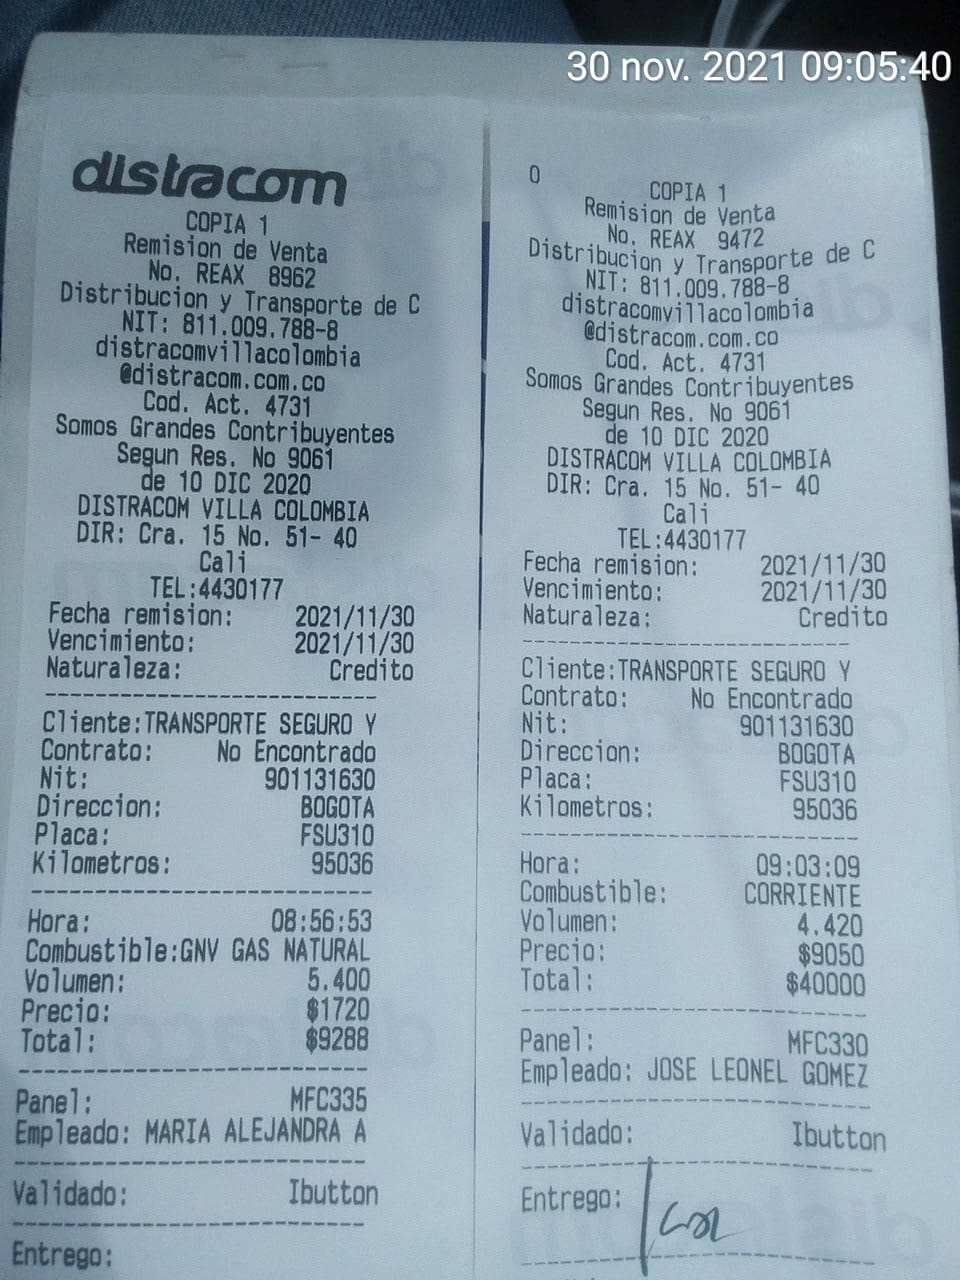 30 nov. 2021 09:05:40
distracom
COPIA 1
Remision de Venta
No. REAX 8962
Distribucion y Transporte de C
NIT: 811.009.788-8
distracomvillacolombia
@distracom.com.co
Cod. Act. 4731
Somos Grandes Contribuyentes
Segun Res. No 9061
de 10 DIC 2020
DISTRACOM VILLA COLOMBIA
DIR: Cra. 15 No. 51- 40
Cali
TEL:4430177
Fecha remision: 2021/11/30
Vencimiento: 2021/11/30
Naturaleza: Credito
Cliente:TRANSPORTE SEGURO Y
Contrato: No Encontrado
Nit: 901131630
Direccion: BOGOTA
Placa: FSU310
Kilometros: 95036
Hora: 08:56:53
Combustible:GNV GAS NATURAL
Volumen: 5.400
Precio: $1720
Total: $9288
Panel: MFC335
Empleado: MARIA ALEJANDRA A
Validado: Ibutton
Entrego:
0
COPIA 1
Remision de Venta
No. REAX 9472
Distribucion y Transporte de C
NIT: 811.009.788-8
distracomvillacolombia
@distracom.com.co
Cod. Act. 4731
Somos Grandes Contribuyentes
Segun Res. No 9061
de 10 DIC 2020
DISTRACOM VILLA COLOMBIA
DIR: Cra. 15 No. 51- 40
Cali
TEL:4430177
Fecha remision: 2021/11/30
Vencimiento: 2021/11/30
Naturaleza: Credito
Cliente:TRANSPORTE SEGURO Y
Contrato: No Encontrado
Nit: 901131630
Direccion: BOGOTA
Placa: FSU310
Kilometros: 95036
Hora: 09:03:09
Combustible: CORRIENTE
Volumen: 4.420
Precio: $9050
Total: $40000
Panel: MFC330
Empleado: JOSE LEONEL GOMEZ
Validado: Ibutton
Entrego: